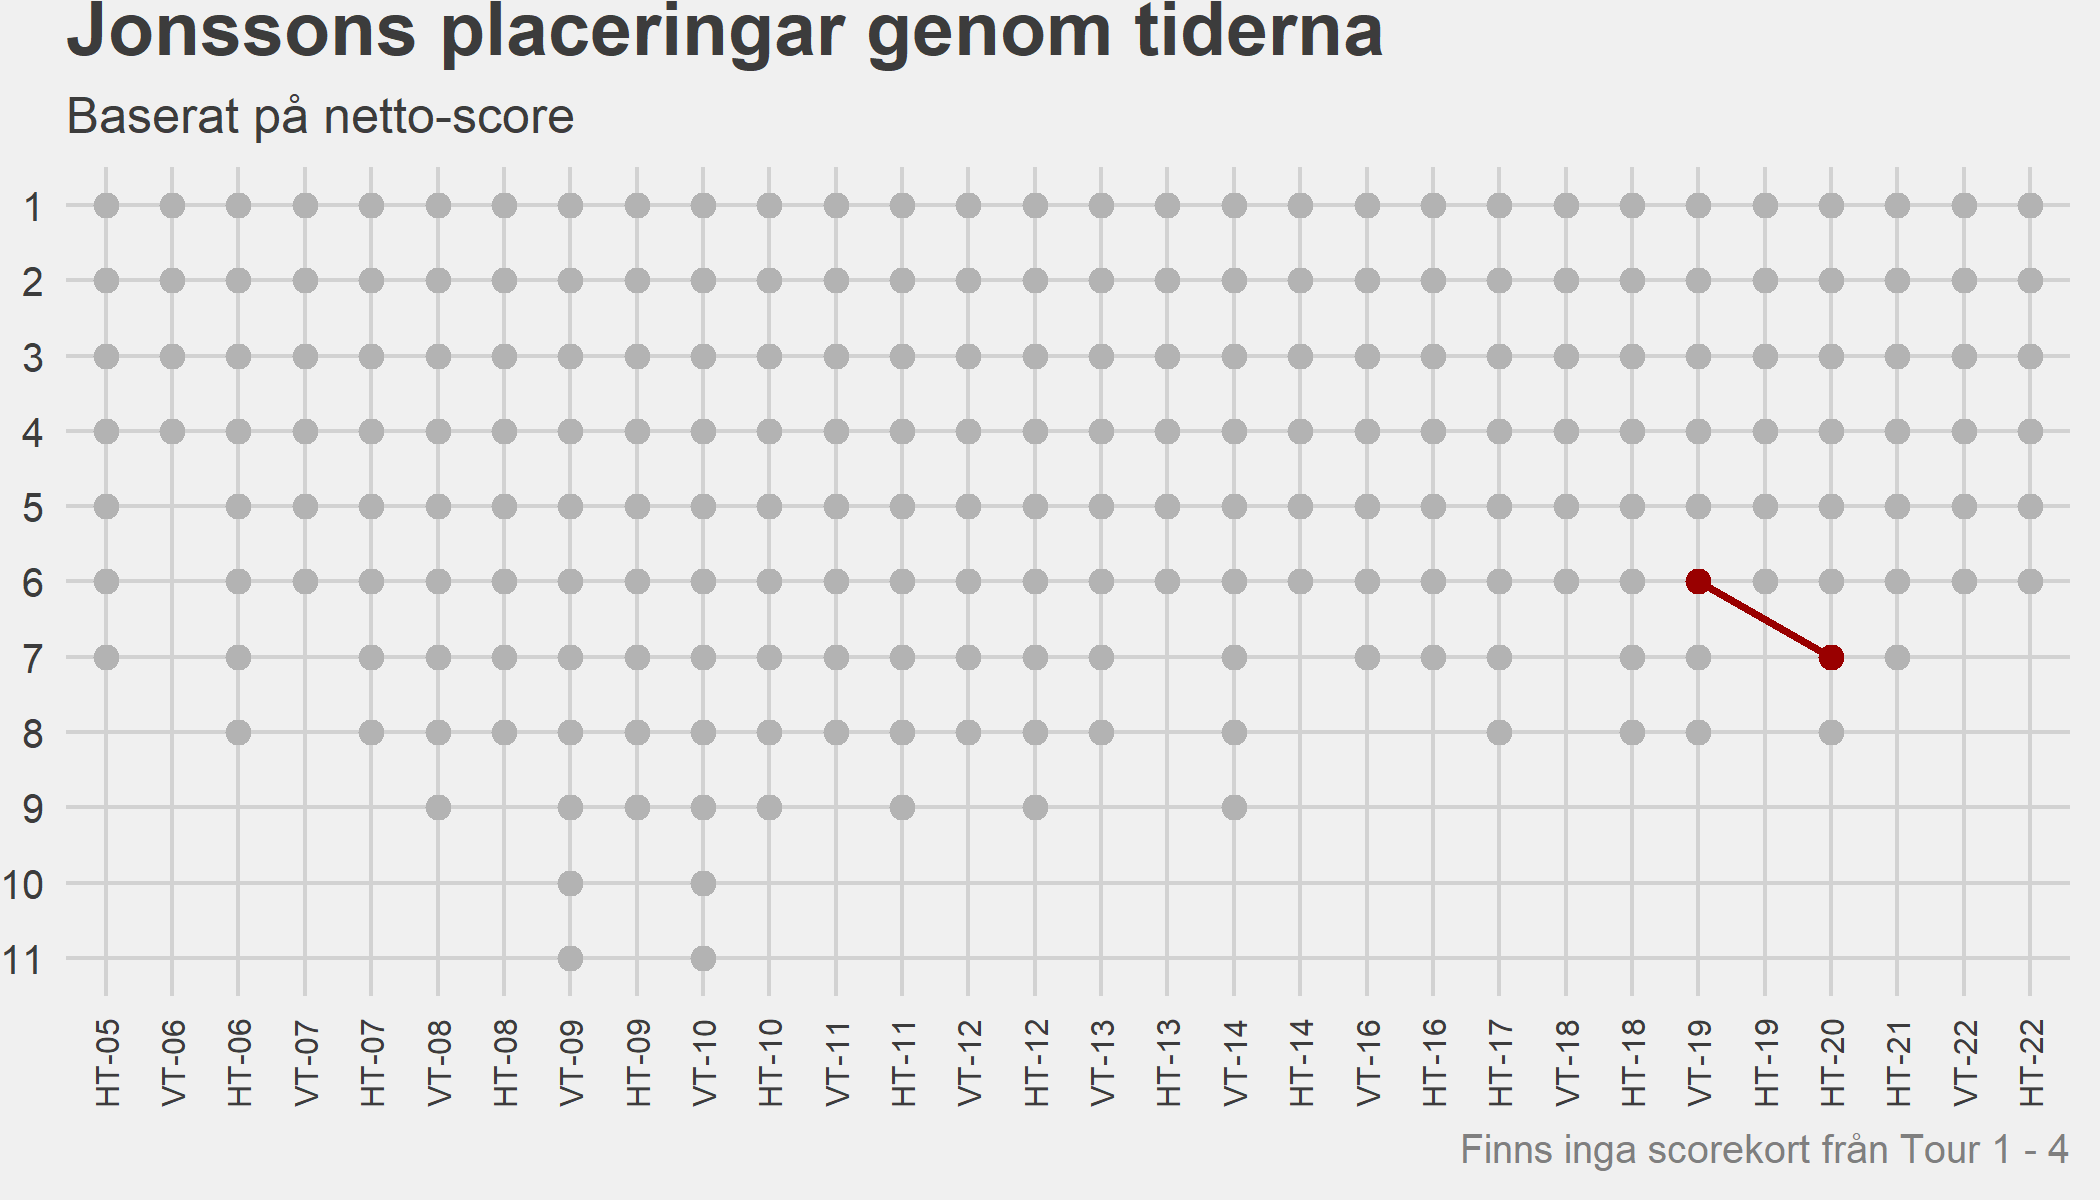 Jonssons placeringar genom tiderna
Baserat på netto-score
1
2
3
4
5
6
7
8
9
10
11
HT-05
VT-06
HT-06
VT-07
HT-07
VT-08
HT-08
VT-09
HT-09
VT-10
HT-10
VT-11
HT-11
VT-12
HT-12
VT-13
HT-13
VT-14
HT-14
VT-16
HT-16
HT-17
VT-18
HT-18
VT-19
HT-19
HT-20
HT-21
VT-22
HT-22
Finns inga scorekort från Tour 1 - 4